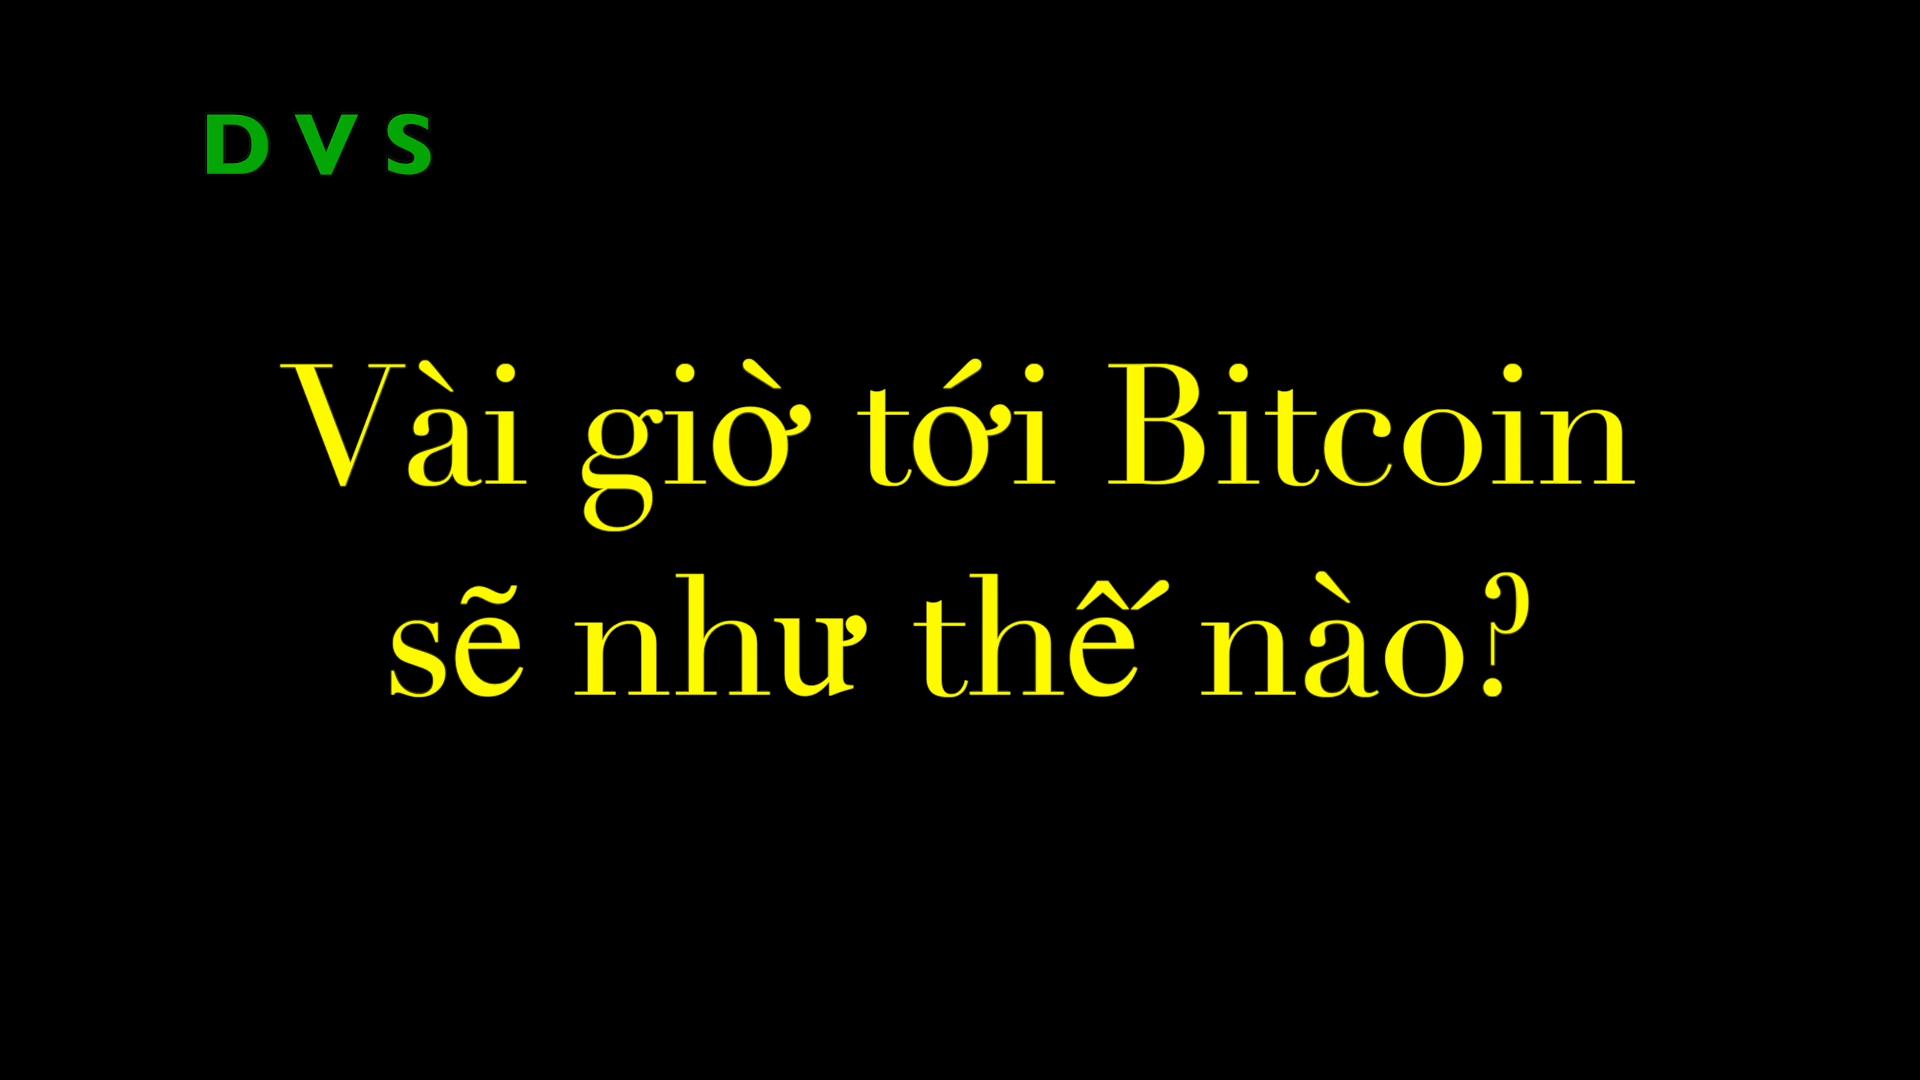 D V S
Vài giờ tới Bitcoin
sẽ như thế nào?